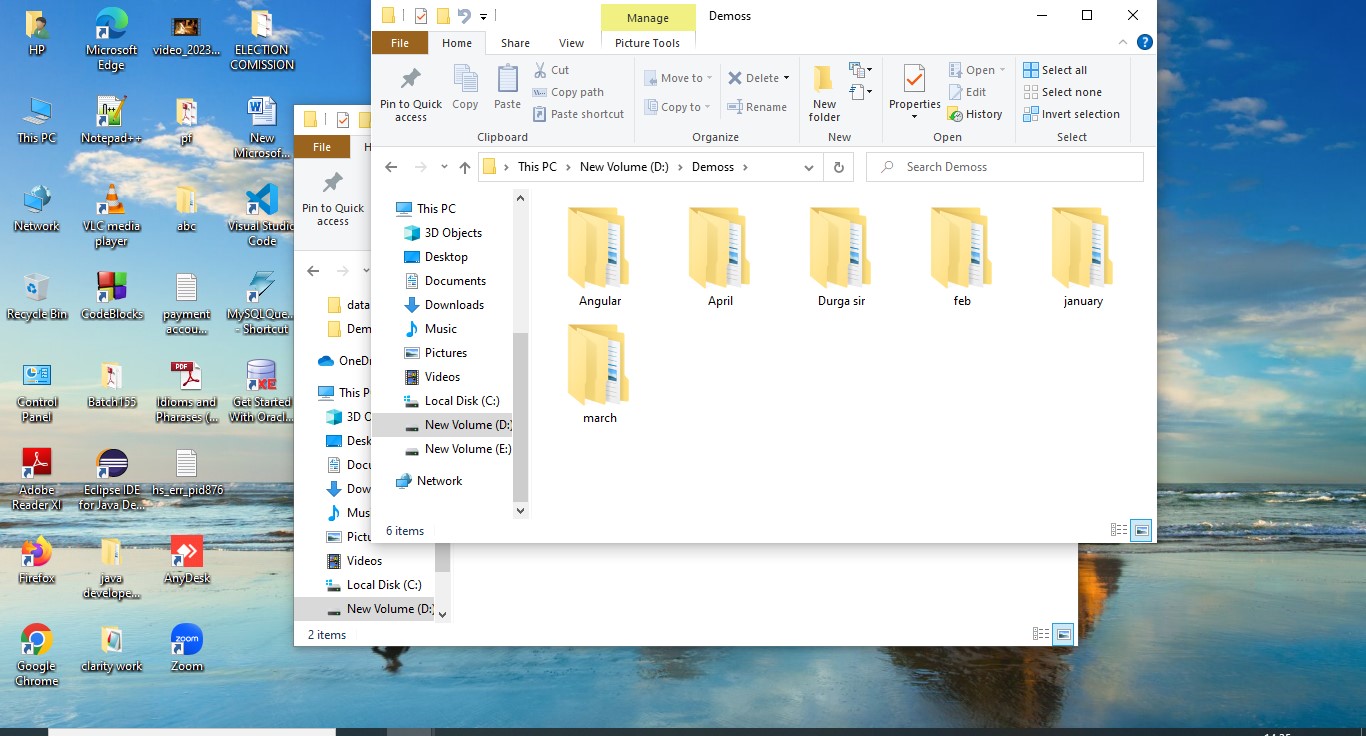 HP
Microsoft
Edge
video_2023...
ELECTION
COMISSION
This PC
Notepad++
pf
New
Microsof...
Network
VLC media
player
abc
Visual Studio
Code
Recycle Bin
CodeBlocks
payment
accou...
MySQLQue...
- Shortcut
Control
Panel
Batch155
PDF
Idioms and
Pharases (...
XE
Get Started
With Oracl...
Adobe
Reader XI
Eclipse IDE
for Java De...
hs_err_pid876
Firefox
java
develope...
AnyDesk
Google
Chrome
clarity work
zoom
Zoom
Manage
Demoss
File
Home
Share
View
Picture Tools
Pin to Quick
access
Copy
Paste
Cut
Copy path
Paste shortcut
Clipboard
Move to
Copy to
Delete
Rename
Organize
New
folder
New
Properties
Open
Edit
History
Open
Select all
Select none
Invert selection
Select
This PC > New Volume (D:) > Demoss >
Search Demoss
This PC
3D Objects
Desktop
Documents
Downloads
Music
Pictures
Videos
Local Disk (C:)
New Volume (D:)
New Volume (E:)
Network
Angular
April
Durga sir
feb
january
march
6 items
File
H
Pin to Quick
access
data
Dem
OneDr
This P
3D O
Desk
Docu
Dow
Mus
Pictu
Videos
Local Disk (C:)
New Volume (D:)
2 items